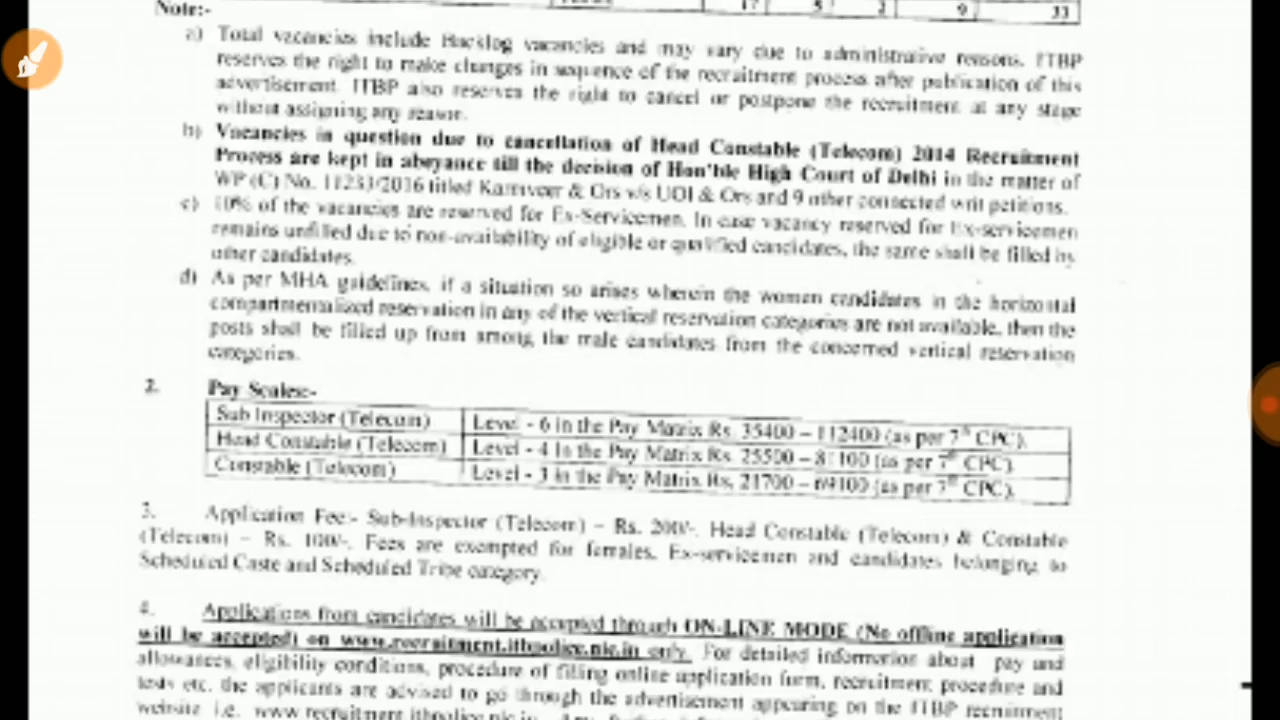 17 5 2 9 33
Note:-
a) Total vacancies include Backlog vacancies and may vary due to administrative reasons. ITBP
reserves the right to make changes in sequence of the recruitment process after publication of this
advertisement. ITBP also reserves the right to cancel or postpone the recruitment at any stage
without assigning any reason.
b) Vacancies in question due to cancellation of Head Constable (Telecom) 2014 Recruitment
Process are kept in abeyance till the decision of Hon'ble High Court of Delhi in the matter of
WP (C) No. 11233/2016 titled Karmveer & Ors v/s UOI & Ors and 9 other connected writ petitions.
c) 10% of the vacancies are reserved for Ex-Servicemen. In case vacancy reserved for Ex-servicemen
remains unfilled due to non-availability of eligible or qualified candidates, the same shall be filled by
other candidates.
d) As per MHA guidelines, if a situation so arises wherein the women candidates in the horizontal
compartmentalized reservation in any of the vertical reservation categories are not available, then the
posts shall be filled up from among the male candidates from the concerned vertical reservation
categories.
2. Pay Scales:-
Sub Inspector (Telecom) Level - 6 in the Pay Matrix Rs. 35400 – 112400 (as per 7th CPC).
Head Constable (Telecom) Level - 4 in the Pay Matrix Rs. 25500 – 81100 (as per 7th CPC).
Constable (Telecom) Level - 3 in the Pay Matrix Rs. 21700 – 69100 (as per 7th CPC).
3. Application Fee:- Sub-Inspector (Telecom) – Rs. 200/-. Head Constable (Telecom) & Constable
(Telecom) – Rs. 100/-. Fees are exempted for females, Ex-servicemen and candidates belonging to
Scheduled Caste and Scheduled Tribe category.
4. Applications from candidates will be accepted through ON-LINE MODE (No offline application
will be accepted) on www.recruitment.itbpolice.nic.in only. For detailed information about pay and
allowances, eligibility conditions, procedure of filling online application form, recruitment procedure and
tests etc. the applicants are advised to go through the advertisement appearing on the ITBP recruitment
website i.e. www.recruitment.itbpolice.nic.in. Any further